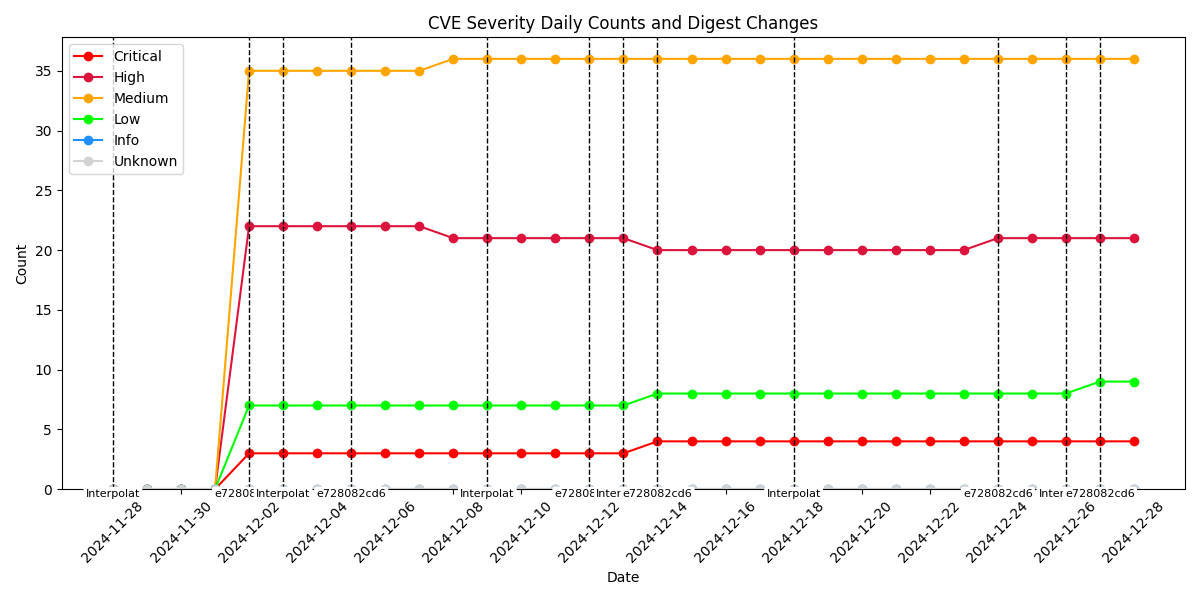 CVE Severity Daily Counts and Digest Changes
Critical
High
Medium
Low
Info
Unknown
35
30
25
20
15
10
5
0
Count
Interpolat
e7280
Interpolat
e728082cd6
Interpolat
e7280
Inter
e728082cd6
Interpolat
e728082cd6
Inter
e728082cd6
2024-11-28
2024-11-30
2024-12-02
2024-12-04
2024-12-06
2024-12-08
2024-12-10
2024-12-12
2024-12-14
2024-12-16
2024-12-18
2024-12-20
2024-12-22
2024-12-24
2024-12-26
2024-12-28
Date